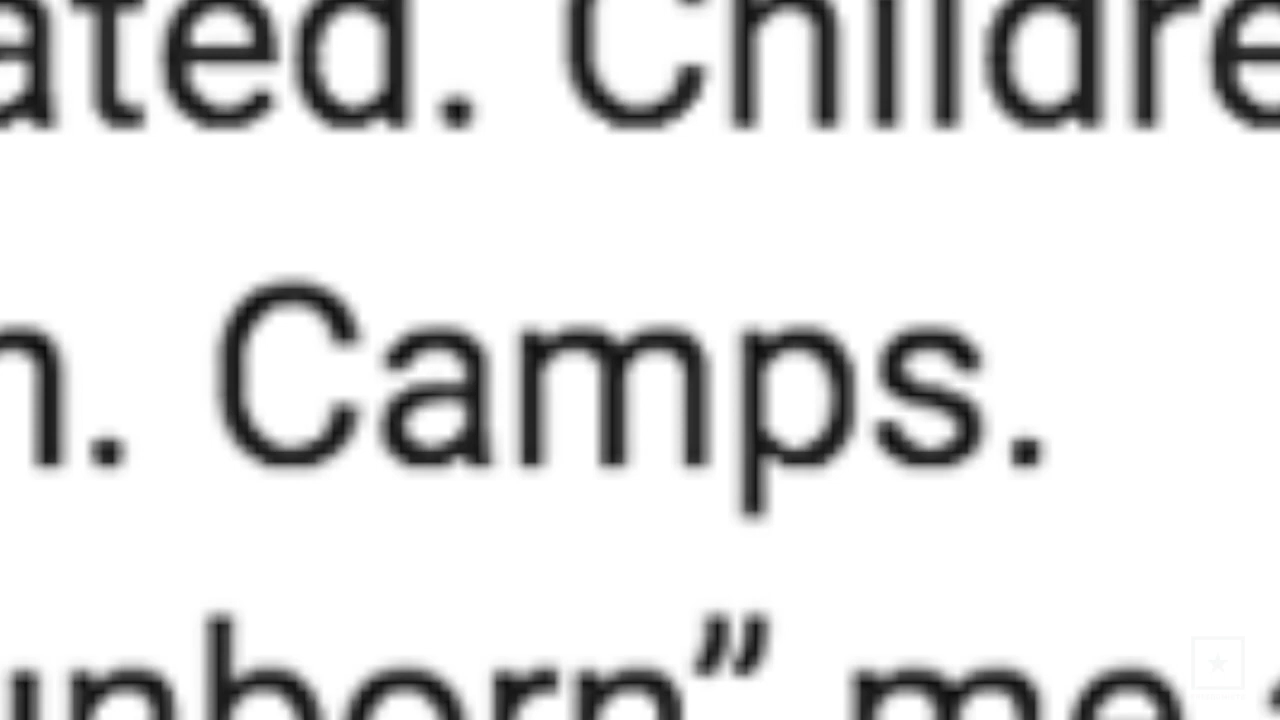 ated. Childre
n. Camps.
unborn” me a